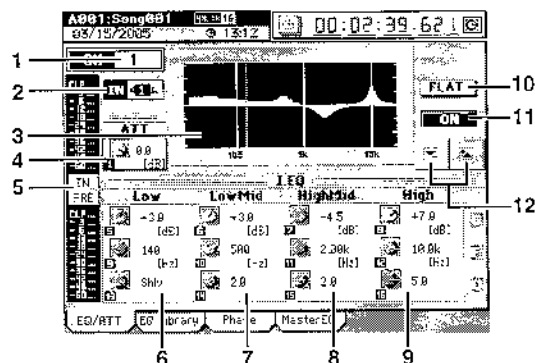 A001:Song001 16 00:02:39.621
03/15/2005 13:12
1 1
2 IN
3
ATT
4 0.0
[dB]
5 IN
PRE
10k
1k
10 FLAT
11 ON
12
EQ
Low LowMid HighMid High
-3.0 -3.0 -4.5 +7.0
[dB] [dB] [dB] [dB]
140 500 2.00k 10.0k
[Hz] [Hz] [Hz] [Hz]
Shlv 2.0 2.0 5.0
EQ/ATT EQ Library Phase MasterEQ
6 7 8 9